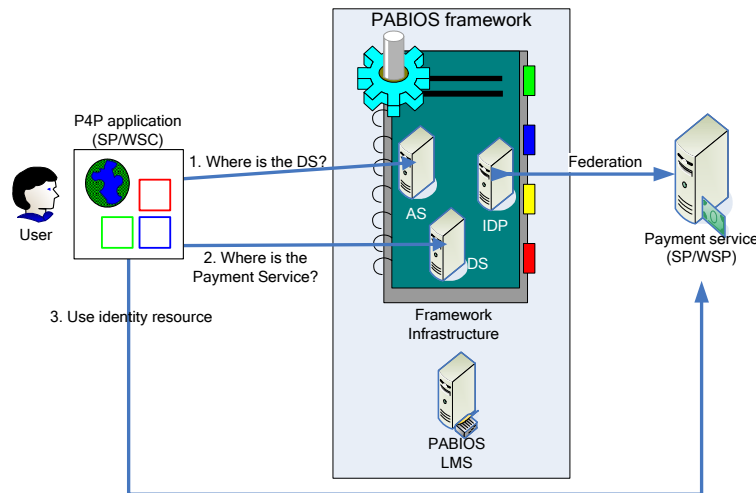 PABIOS framework
P4P application
(SP/WSC)
User
1. Where is the DS?
AS
IDP
Federation
Payment service
(SP/WSP)
2. Where is the
Payment Service?
DS
3. Use identity resource
Framework
Infrastructure
PABIOS
LMS